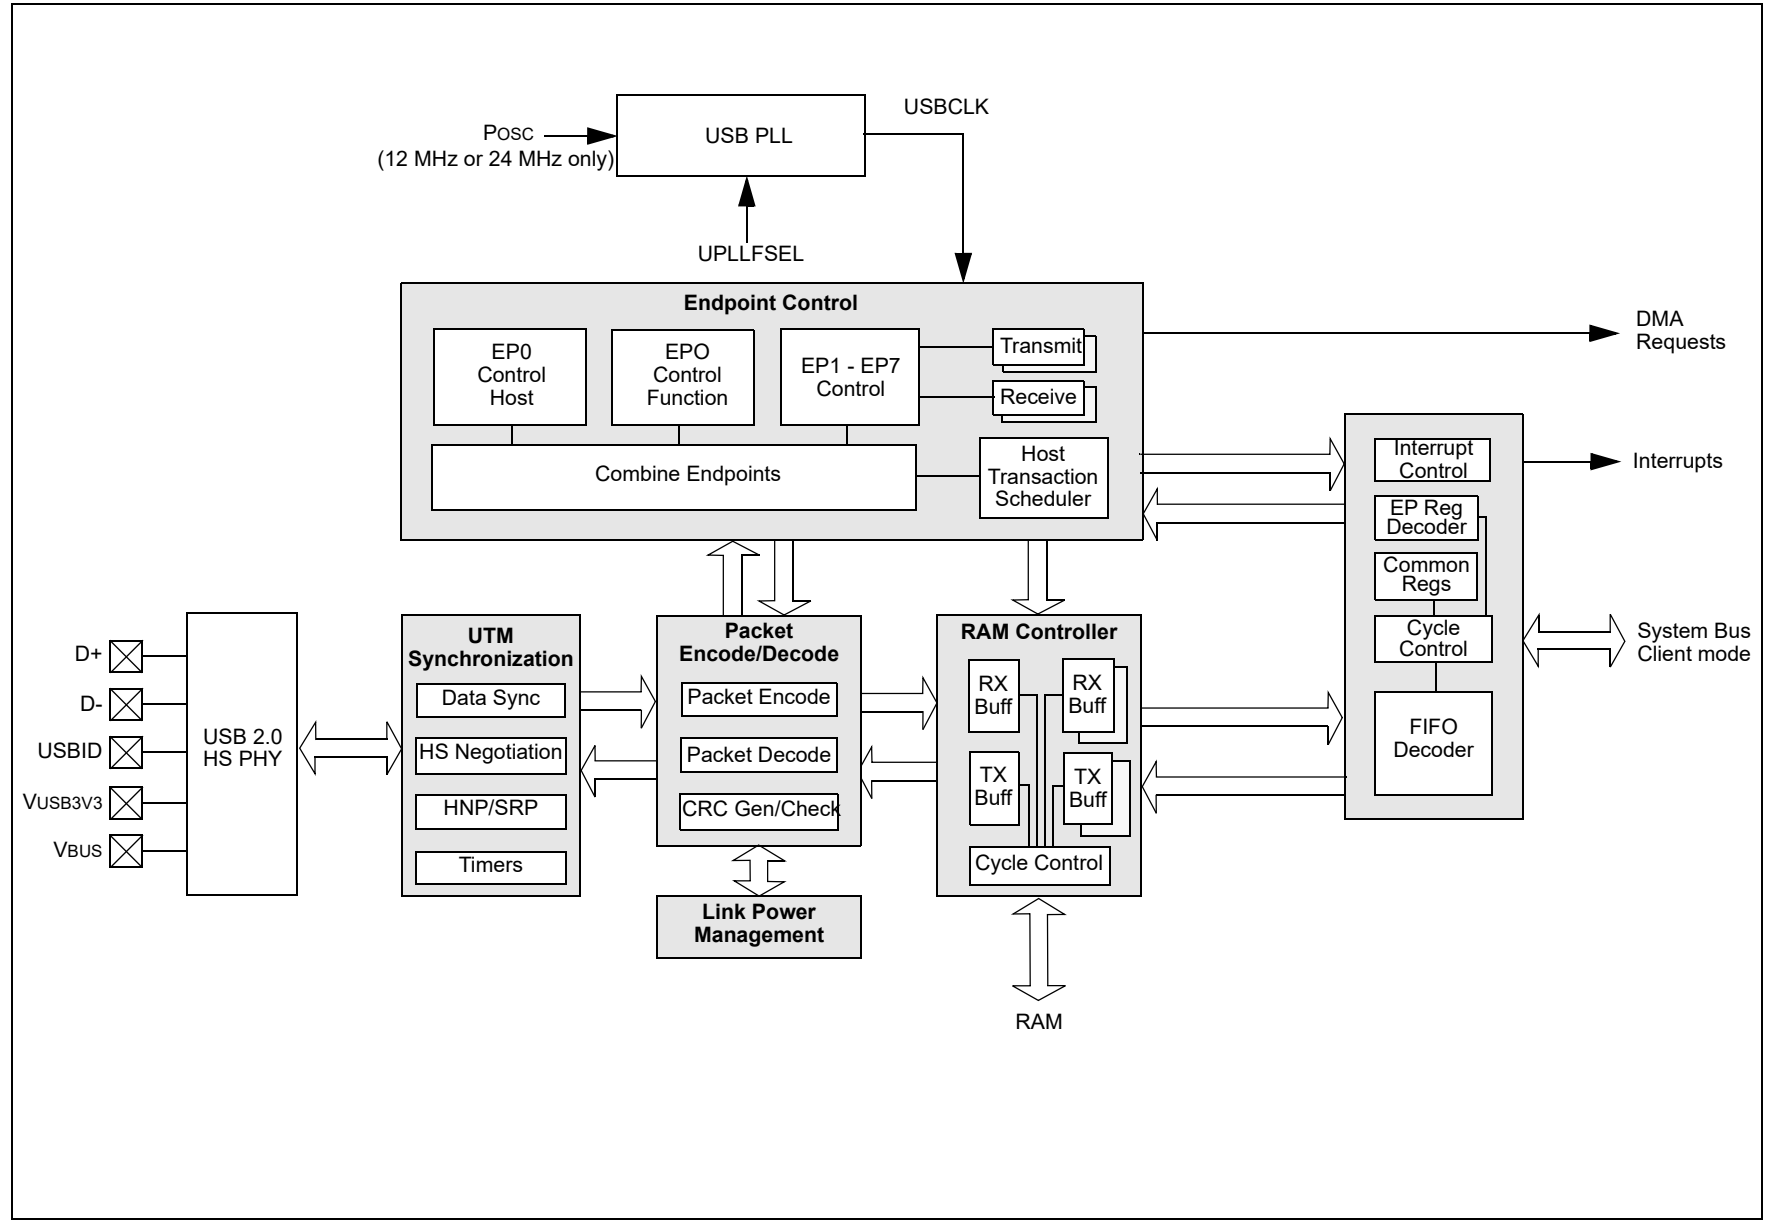 USBCLK
POSC
(12 MHz or 24 MHz only)
USB PLL
UPLLFSEL
Endpoint Control
EP0
Control
Host
EPO
Control
Function
EP1 - EP7
Control
Transmit
Receive
Combine Endpoints
Host
Transaction
Scheduler
DMA
Requests
Interrupt
Control
Interrupts
EP Reg
Decoder
Common
Regs
Cycle
Control
FIFO
Decoder
System Bus
Client mode
D+
D-
USBID
VUSB3V3
VBUS
USB 2.0
HS PHY
UTM
Synchronization
Data Sync
HS Negotiation
HNP/SRP
Timers
Packet
Encode/Decode
Packet Encode
Packet Decode
CRC Gen/Check
Link Power
Management
RAM Controller
RX
Buff
RX
Buff
TX
Buff
TX
Buff
Cycle Control
RAM